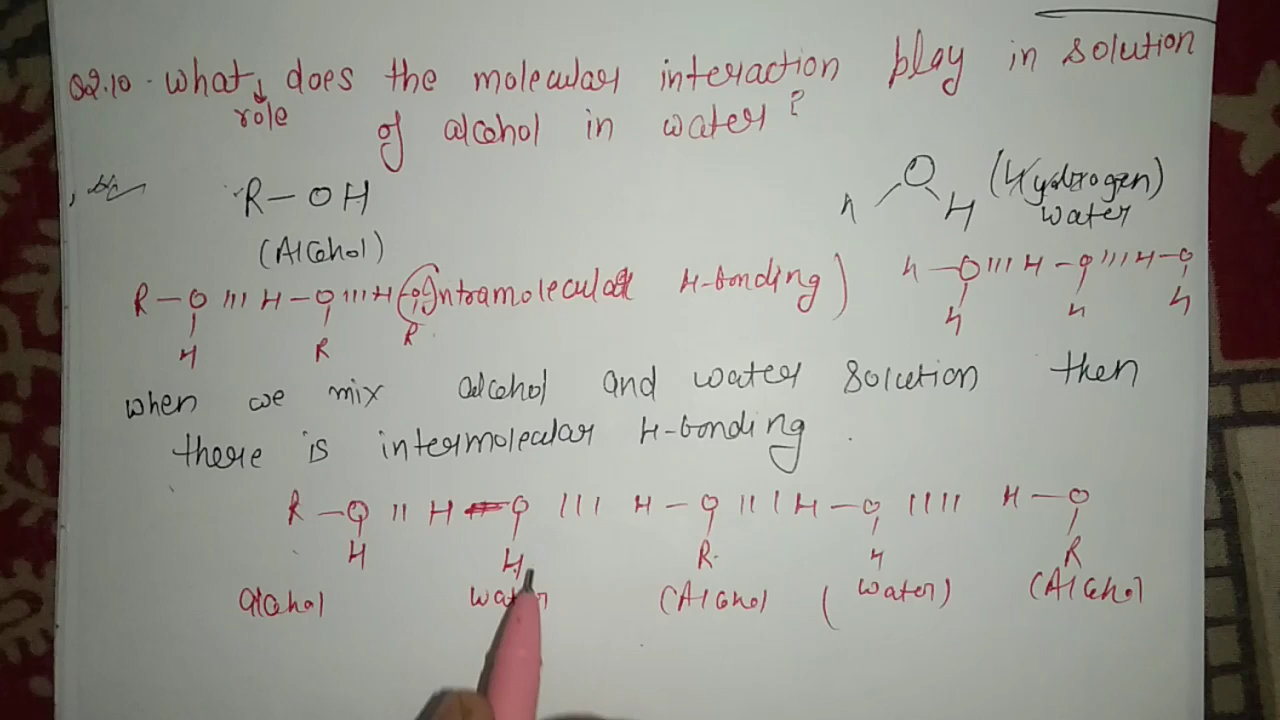 Q2.10. what does the molecular interaction play in solution
role
of alcohol in water?
R-OH
O
H H
(Hydrogen)
water
(Alcohol)
R-O ||| H-O ||| H-O (Intramolecular H-bonding)
H R R
H-O ||| H-O ||| H-O
H H H
when we mix alcohol and water solution then
there is intermolecular H-bonding.
R-O || H-O ||| H-O ||| H-O |||| H-O
H H R H R
alcohol water (Alcohol (water) (Alcohol